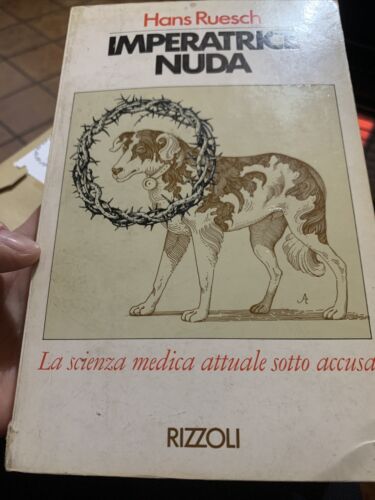 Hans Ruesch
IMPERATRICE
NUDA
La scienza medica attuale sotto accusa
RIZZOLI